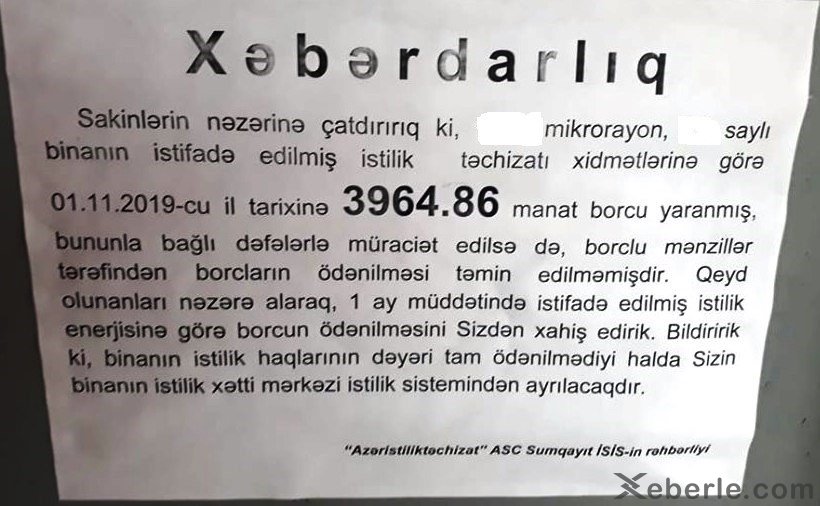 Xəbərdarlıq
Sakinlərin nəzərinə çatdırırıq ki, mikrorayon, saylı
binanın istifadə edilmiş istilik təchizatı xidmətlərinə görə
01.11.2019-cu il tarixinə 3964.86 manat borcu yaranmış,
bununla bağlı dəfələrlə müraciət edilsə də, borclu mənzillər
tərəfindən borcların ödənilməsi təmin edilməmişdir. Qeyd
olunanları nəzərə alaraq, 1 ay müddətində istifadə edilmiş istilik
enerjisinə görə borcun ödənilməsini Sizdən xahiş edirik. Bildiririk
ki, binanın istilik haqlarının dəyəri tam ödənilmədiyi halda Sizin
binanın istilik xətti mərkəzi istilik sistemindən ayrılacaqdır.
"Azəristiliktəchizat" ASC Sumqayıt İSİS-in rəhbərliyi
Xeberle.com